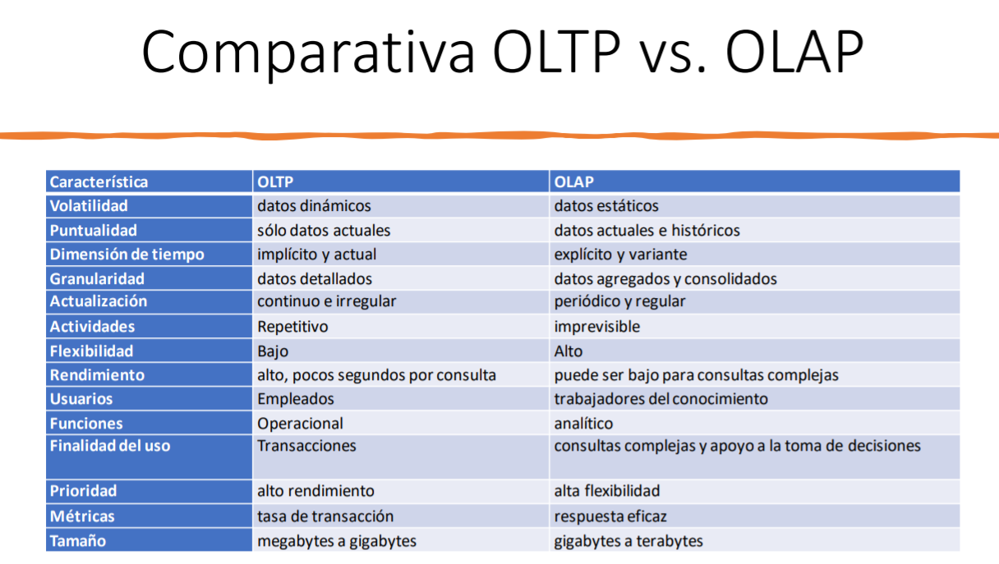 Comparativa OLTP vs. OLAP
Característica OLTP OLAP
Volatilidad datos dinámicos datos estáticos
Puntualidad sólo datos actuales datos actuales e históricos
Dimensión de tiempo implícito y actual explícito y variante
Granularidad datos detallados datos agregados y consolidados
Actualización continuo e irregular periódico y regular
Actividades Repetitivo imprevisible
Flexibilidad Bajo Alto
Rendimiento alto, pocos segundos por consulta puede ser bajo para consultas complejas
Usuarios Empleados trabajadores del conocimiento
Funciones Operacional analítico
Finalidad del uso Transacciones consultas complejas y apoyo a la toma de decisiones
Prioridad alto rendimiento alta flexibilidad
Métricas tasa de transacción respuesta eficaz
Tamaño megabytes a gigabytes gigabytes a terabytes